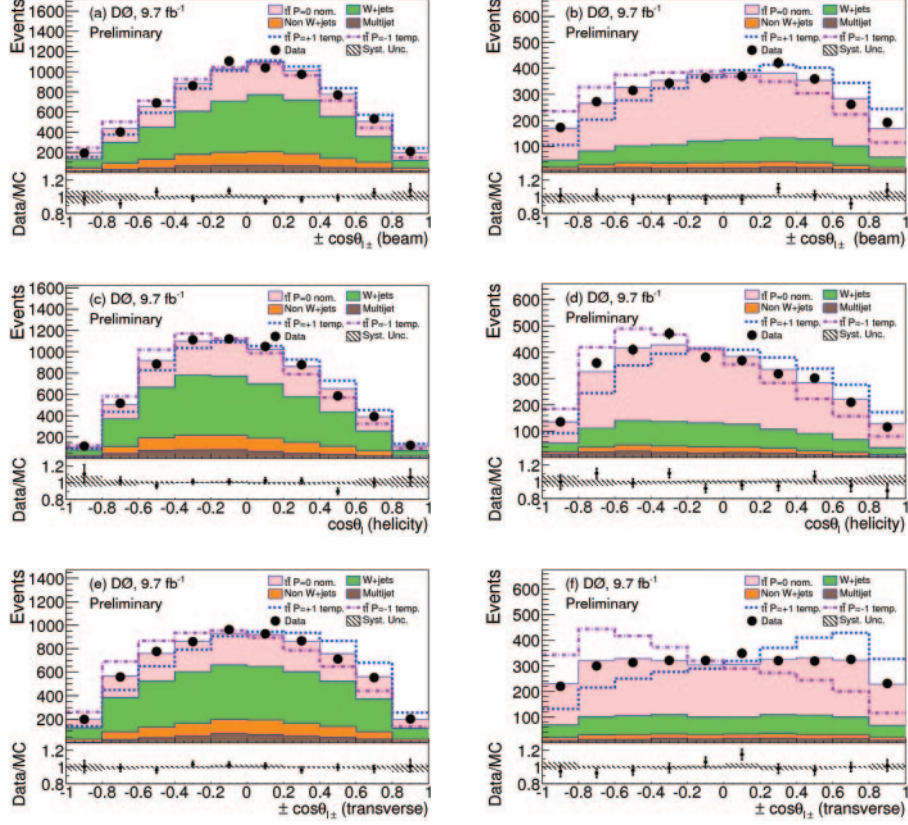 Events
1600
1400
1200
1000
800
600
400
200
(a) DØ, 9.7 fb⁻¹
Preliminary
tt̄ P=0 nom.
W+jets
Non W+jets
Multijet
tt̄ P=+1 temp.
tt̄ P=-1 temp.
Data
Syst. Unc.
Data/MC
1.2
1
0.8
-1 -0.8 -0.6 -0.4 -0.2 0 0.2 0.4 0.6 0.8 1
± cosθl± (beam)
Events
600
500
400
300
200
100
(b) DØ, 9.7 fb⁻¹
Preliminary
tt̄ P=0 nom.
W+jets
Non W+jets
Multijet
tt̄ P=+1 temp.
tt̄ P=-1 temp.
Data
Syst. Unc.
Data/MC
1.2
1
0.8
-1 -0.8 -0.6 -0.4 -0.2 0 0.2 0.4 0.6 0.8 1
± cosθl± (beam)
Events
1600
1400
1200
1000
800
600
400
200
(c) DØ, 9.7 fb⁻¹
Preliminary
tt̄ P=0 nom.
W+jets
Non W+jets
Multijet
tt̄ P=+1 temp.
tt̄ P=-1 temp.
Data
Syst. Unc.
Data/MC
1.2
1
0.8
-1 -0.8 -0.6 -0.4 -0.2 0 0.2 0.4 0.6 0.8 1
cosθl (helicity)
Events
600
500
400
300
200
100
(d) DØ, 9.7 fb⁻¹
Preliminary
tt̄ P=0 nom.
W+jets
Non W+jets
Multijet
tt̄ P=+1 temp.
tt̄ P=-1 temp.
Data
Syst. Unc.
Data/MC
1.2
1
0.8
-1 -0.8 -0.6 -0.4 -0.2 0 0.2 0.4 0.6 0.8 1
cosθl (helicity)
Events
1400
1200
1000
800
600
400
200
(e) DØ, 9.7 fb⁻¹
Preliminary
tt̄ P=0 nom.
W+jets
Non W+jets
Multijet
tt̄ P=+1 temp.
tt̄ P=-1 temp.
Data
Syst. Unc.
Data/MC
1.2
1
0.8
-1 -0.8 -0.6 -0.4 -0.2 0 0.2 0.4 0.6 0.8 1
± cosθl± (transverse)
Events
600
500
400
300
200
100
(f) DØ, 9.7 fb⁻¹
Preliminary
tt̄ P=0 nom.
W+jets
Non W+jets
Multijet
tt̄ P=+1 temp.
tt̄ P=-1 temp.
Data
Syst. Unc.
Data/MC
1.2
1
0.8
-1 -0.8 -0.6 -0.4 -0.2 0 0.2 0.4 0.6 0.8 1
± cosθl± (transverse)